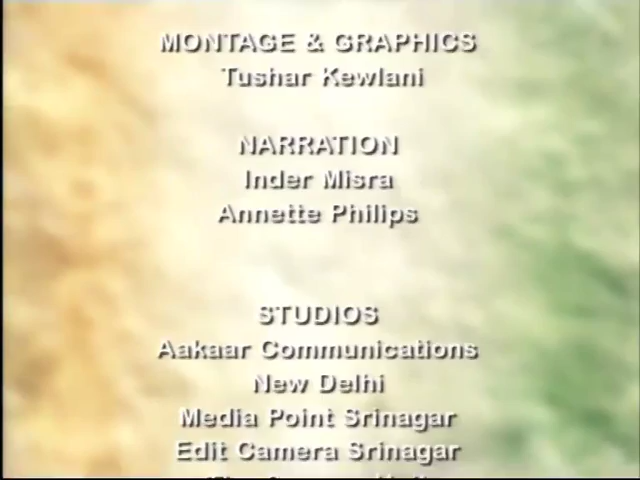 MONTAGE & GRAPHICS
Tushar Kewlani
NARRATION
Inder Misra
Annette Philips
STUDIOS
Aakaar Communications
New Delhi
Media Point Srinagar
Edit Camera Srinagar